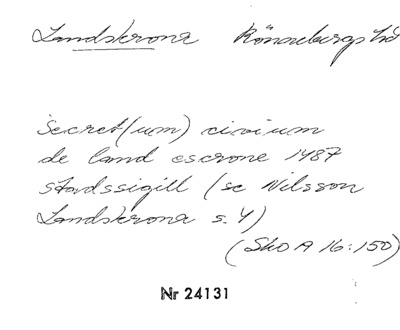 Landskrona Rönnebergs hd
Secret(um) civium
de land escrone 1487
stadssigill (se Nilsson
Landskrona s. 4)
(Sko A 16:150)
Nr 24131